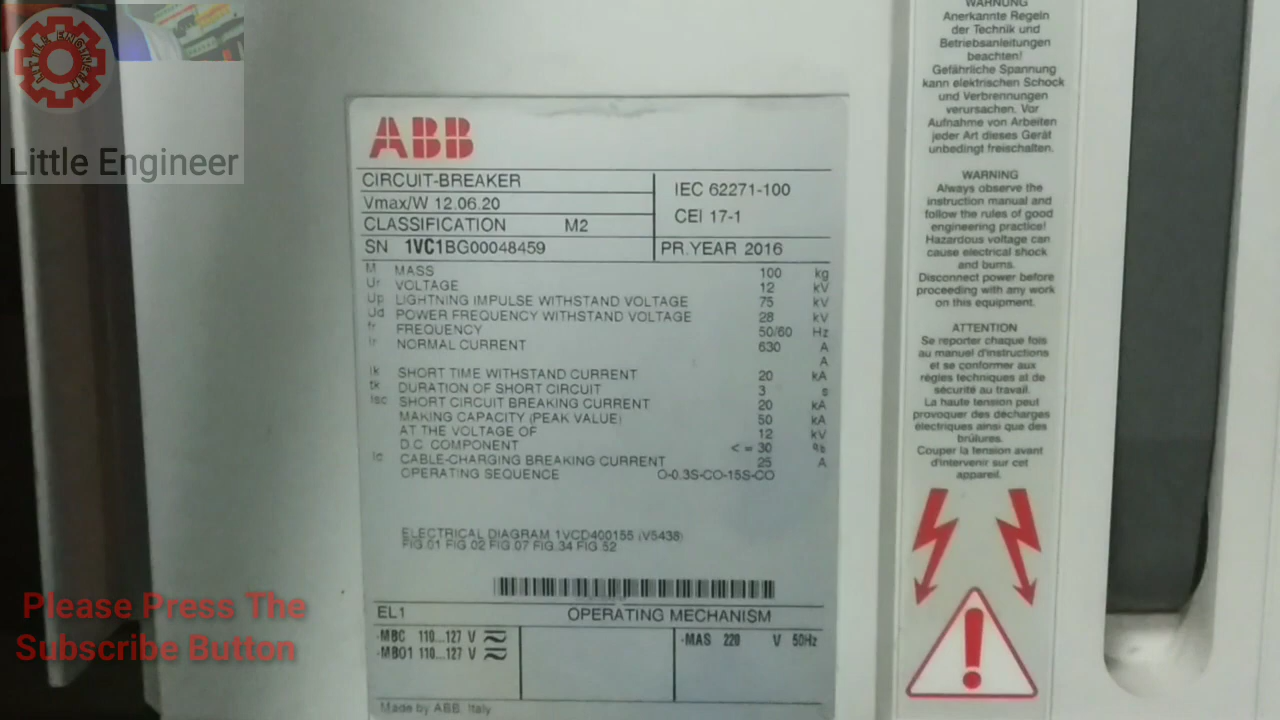 Little Engineer
ABB
CIRCUIT-BREAKER
Vmax/W 12.06.20
CLASSIFICATION M2
SN 1VC1BG00048459
IEC 62271-100
CEI 17-1
PR.YEAR 2016
M MASS 100 kg
Ur VOLTAGE 12 kV
Up LIGHTNING IMPULSE WITHSTAND VOLTAGE 75 kV
Ud POWER FREQUENCY WITHSTAND VOLTAGE 28 kV
fr FREQUENCY 50/60 Hz
Ir NORMAL CURRENT 630 A
A
Ik SHORT TIME WITHSTAND CURRENT 20 kA
tk DURATION OF SHORT CIRCUIT 3 s
Isc SHORT CIRCUIT BREAKING CURRENT 20 kA
MAKING CAPACITY (PEAK VALUE) 50 kA
AT THE VOLTAGE OF 12 kV
D.C. COMPONENT <= 30 %
Ic CABLE-CHARGING BREAKING CURRENT 25 A
OPERATING SEQUENCE O-0.3S-CO-15S-CO
ELECTRICAL DIAGRAM 1VCD400155 (V5438)
FIG.01 FIG 02 FIG.07 FIG.34 FIG 52
EL1 OPERATING MECHANISM
-MBC 110...127 V
-MBO1 110...127 V
-MAS 220 V 50Hz
Made by ABB Italy
WARNUNG
Anerkannte Regeln
der Technik und
Betriebsanleitungen
beachten!
Gefährliche Spannung
kann elektrischen Schock
und Verbrennungen
verursachen. Vor
Aufnahme von Arbeiten
jeder Art dieses Gerät
unbedingt freischalten.
WARNING
Always observe the
instruction manual and
follow the rules of good
engineering practice!
Hazardous voltage can
cause electrical shock
and burns.
Disconnect power before
proceeding with any work
on this equipment.
ATTENTION
Se reporter chaque fois
au manuel d'instructions
et se conformer aux
règles techniques at de
sécurité au travail.
La haute tension peut
provoquer des décharges
électriques ainsi que des
brûlures.
Couper la tension avant
d'intervenir sur cet
appareil.
Please Press The
Subscribe Button